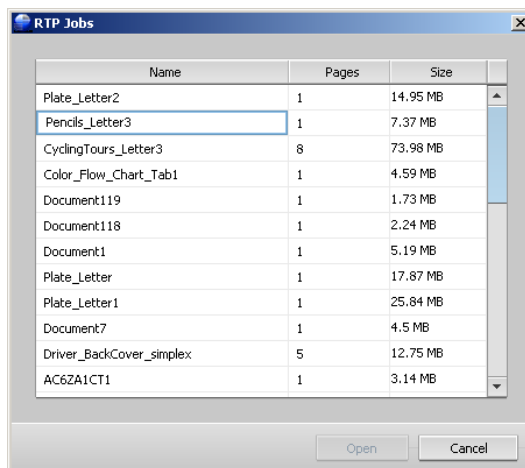 RTP Jobs
Name Pages Size
Plate_Letter2 1 14.95 MB
Pencils_Letter3 1 7.37 MB
CyclingTours_Letter3 8 73.98 MB
Color_Flow_Chart_Tab1 1 4.59 MB
Document119 1 1.73 MB
Document118 1 2.24 MB
Document1 1 5.19 MB
Plate_Letter 1 17.87 MB
Plate_Letter1 1 25.84 MB
Document7 1 4.5 MB
Driver_BackCover_simplex 5 12.75 MB
AC6ZA1CT1 1 3.14 MB
Open Cancel